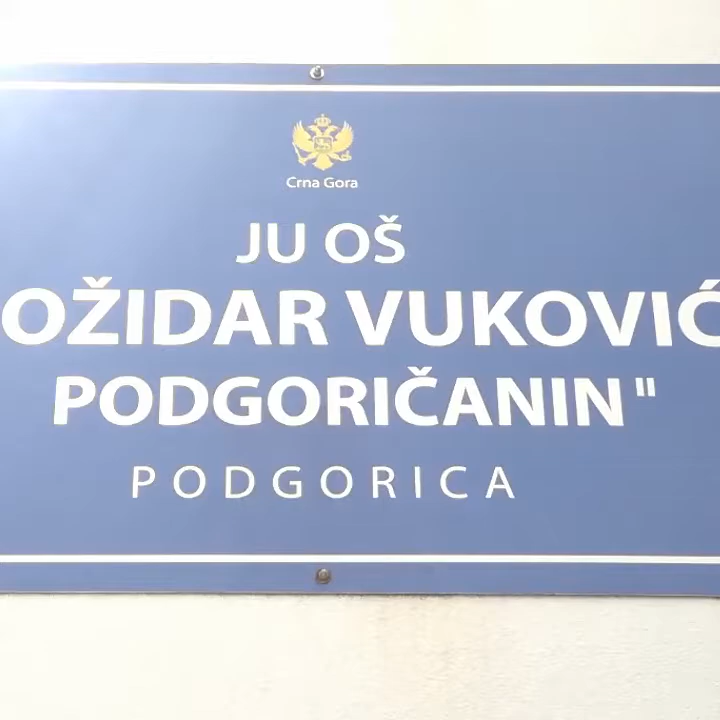 Crna Gora
JU OŠ
OŽIDAR VUKOVIĆ
PODGORIČANIN"
PODGORICA